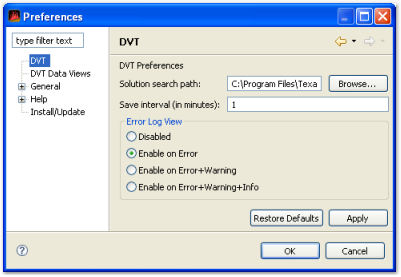 Preferences
type filter text
DVT
DVT Data Views
General
Help
Install/Update
DVT
DVT Preferences
Solution search path: C:\Program Files\Texa Browse...
Save interval (in minutes): 1
Error Log View
Disabled
Enable on Error
Enable on Error+Warning
Enable on Error+Warning+Info
Restore Defaults Apply
? OK Cancel